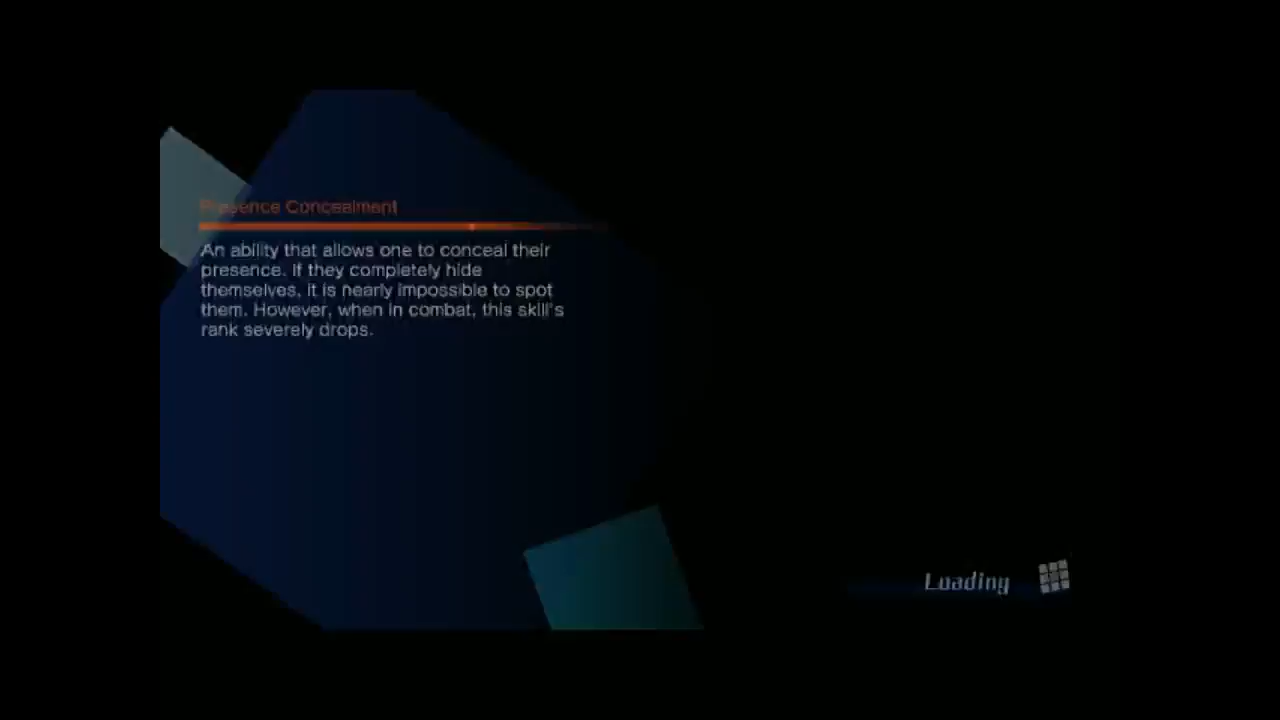 Presence Concealment
An ability that allows one to conceal their
presence. If they completely hide
themselves, it is nearly impossible to spot
them. However, when in combat, this skill's
rank severely drops.
Loading